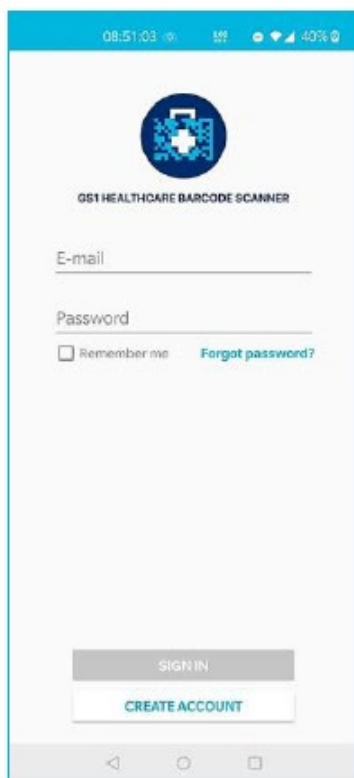 08:51:03 40%
GS1 HEALTHCARE BARCODE SCANNER
E-mail
Password
Remember me Forgot password?
SIGN IN
CREATE ACCOUNT